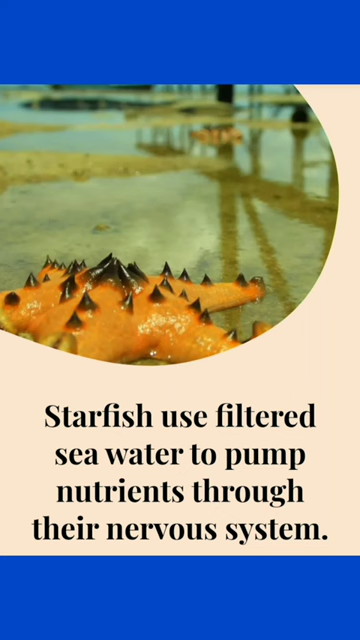 Starfish use filtered
sea water to pump
nutrients through
their nervous system.